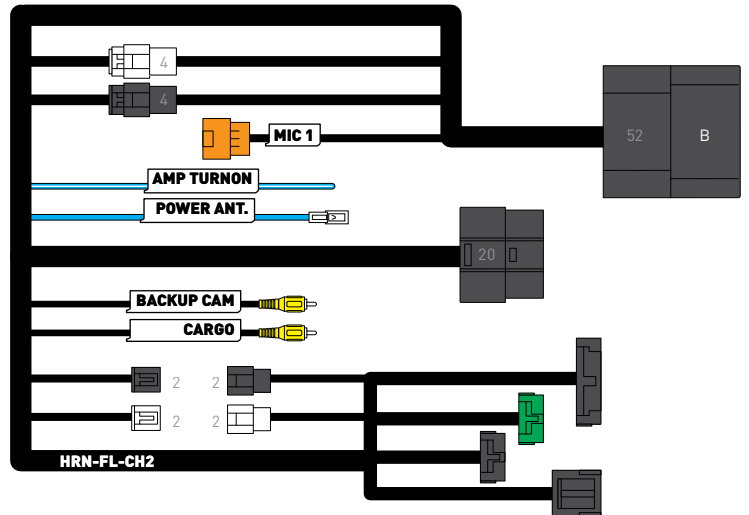 4
4
52
B
MIC 1
AMP TURNON
POWER ANT.
20
BACKUP CAM
CARGO
2 2
2 2
HRN-FL-CH2